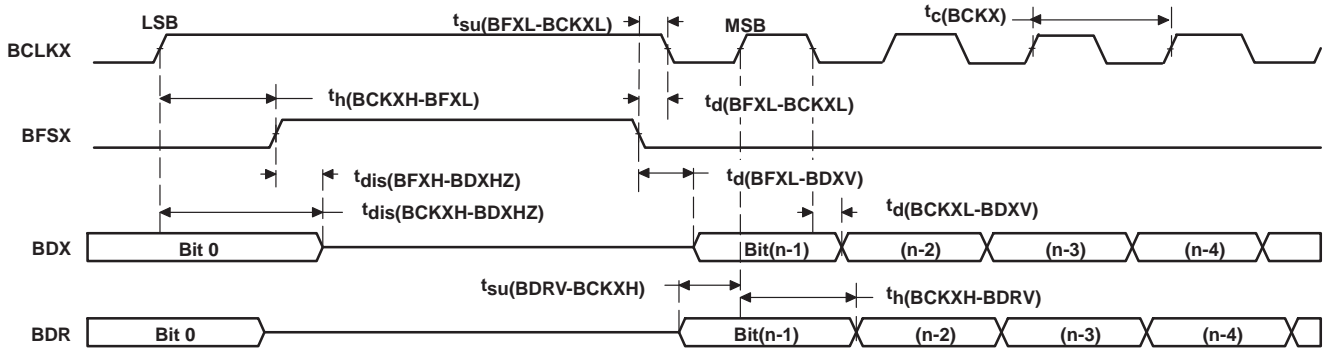 LSB tsu(BFXL-BCKXL) MSB tc(BCKX)
BCLKX
th(BCKXH-BFXL) td(BFXL-BCKXL)
BFSX
tdis(BFXH-BDXHZ) td(BFXL-BDXV)
tdis(BCKXH-BDXHZ) td(BCKXL-BDXV)
BDX Bit 0 Bit(n-1) (n-2) (n-3) (n-4)
tsu(BDRV-BCKXH) th(BCKXH-BDRV)
BDR Bit 0 Bit(n-1) (n-2) (n-3) (n-4)